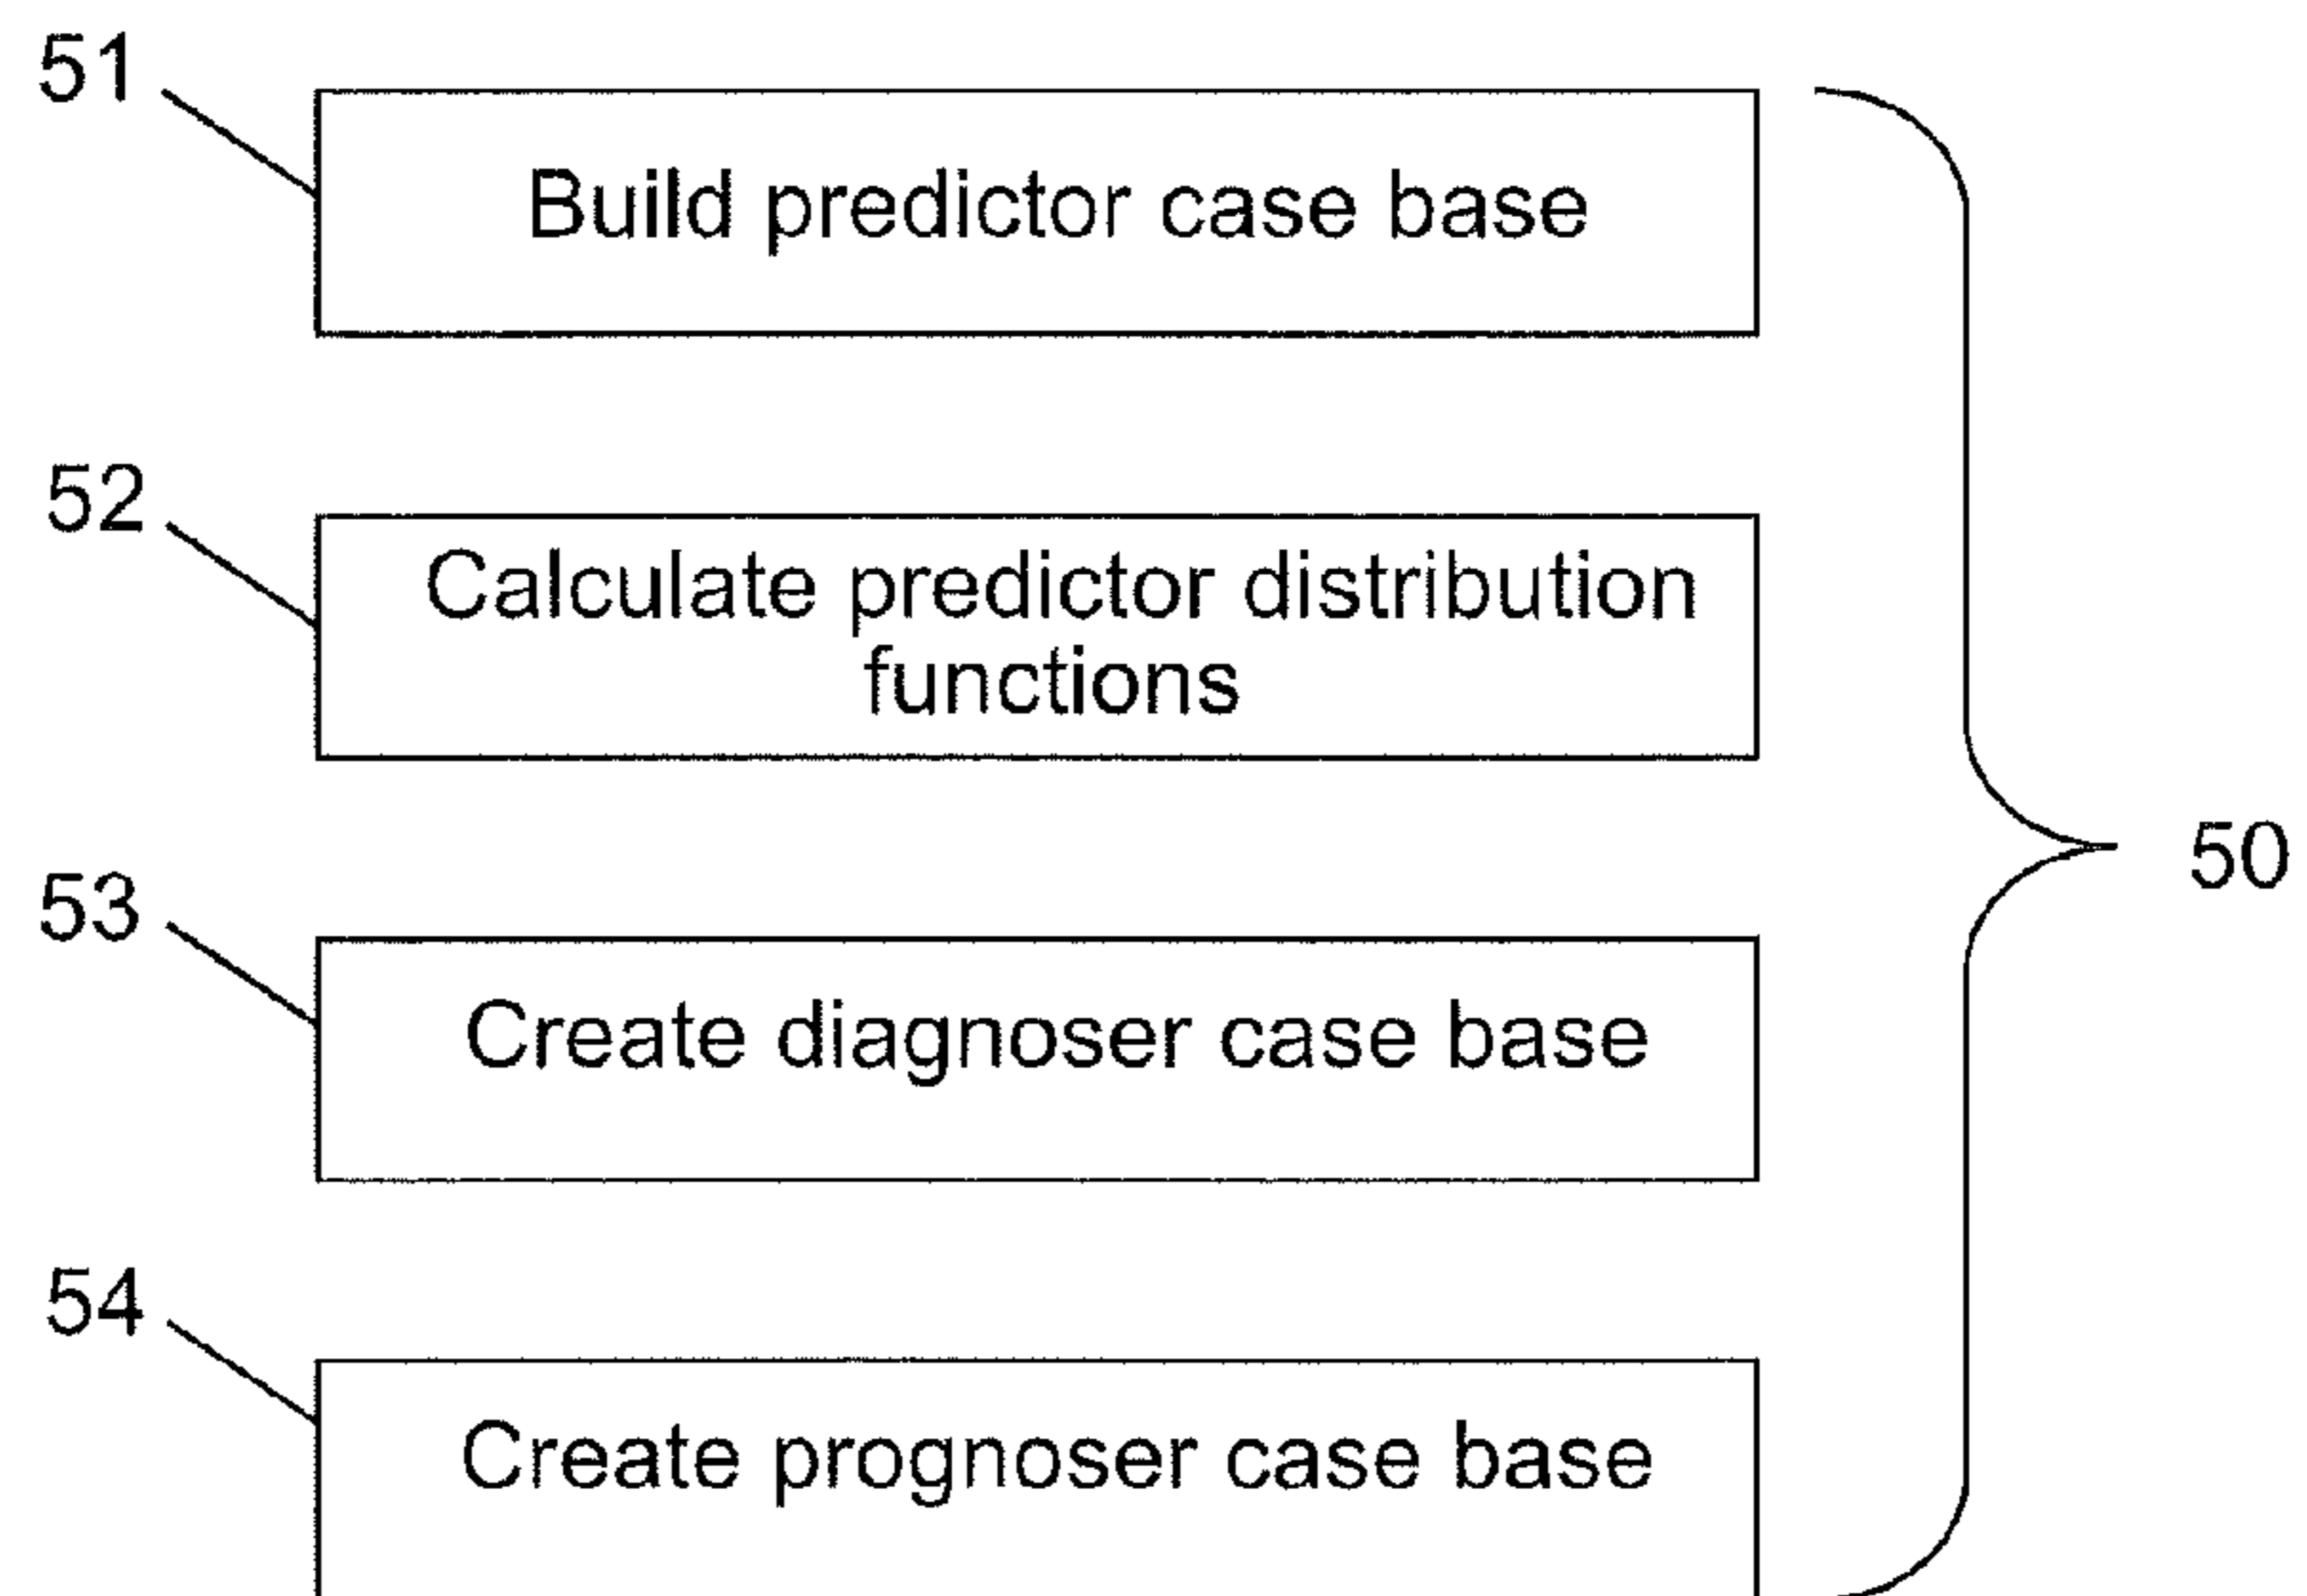 51
Build predictor case base
52
Calculate predictor distribution
functions
50
53
Create diagnoser case base
54
Create prognoser case base